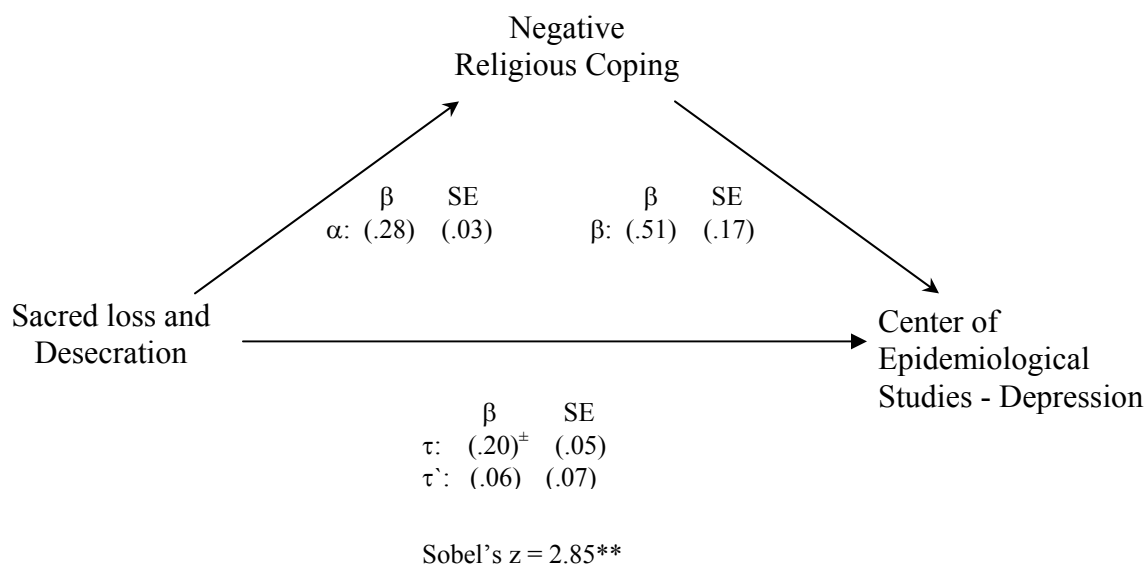 Negative
Religious Coping
β SE
α: (.28) (.03)
β SE
β: (.51) (.17)
Sacred loss and
Desecration
Center of
Epidemiological
Studies - Depression
β SE
τ: (.20)± (.05)
τ`: (.06) (.07)
Sobel’s z = 2.85**